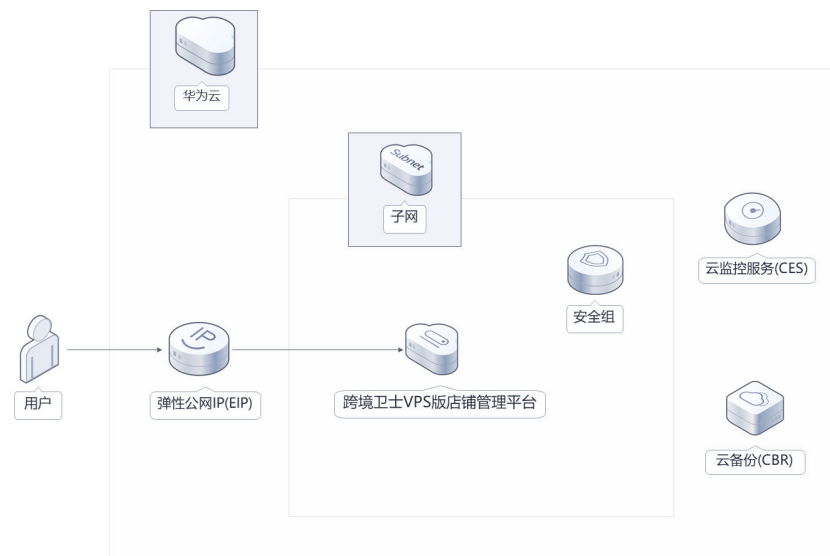 华为云
Subnet
子网
云监控服务(CES)
安全组
IP
用户
弹性公网IP(EIP)
跨境卫士VPS版店铺管理平台
云备份(CBR)